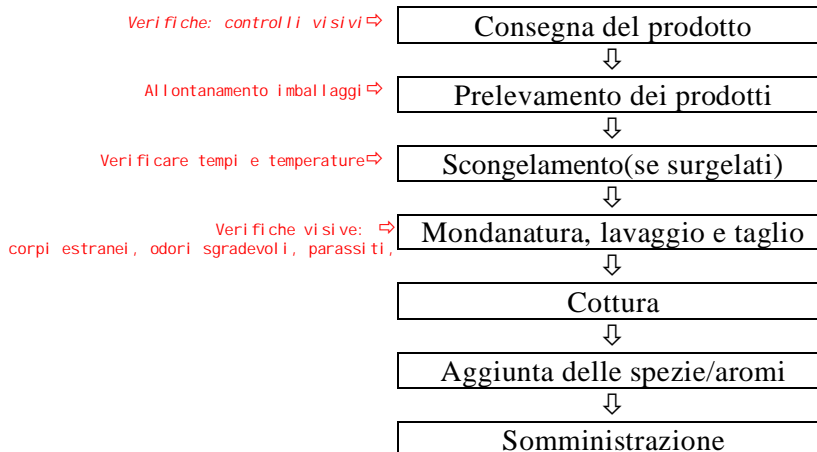 Verifiche: controlli visivi⇨ Consegna del prodotto
⇩
Allontanamento imballaggi⇨ Prelevamento dei prodotti
⇩
Verificare tempi e temperature⇨ Scongelamento(se surgelati)
⇩
Verifiche visive: ⇨ Mondanatura, lavaggio e taglio
corpi estranei, odori sgradevoli, parassiti,
⇩
Cottura
⇩
Aggiunta delle spezie/aromi
⇩
Somministrazione